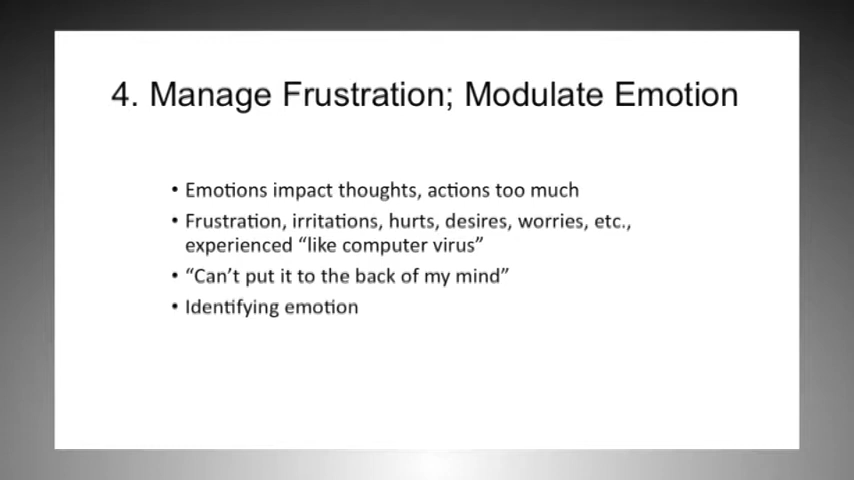 4. Manage Frustration; Modulate Emotion
• Emotions impact thoughts, actions too much
• Frustration, irritations, hurts, desires, worries, etc.,
experienced “like computer virus”
• “Can’t put it to the back of my mind”
• Identifying emotion